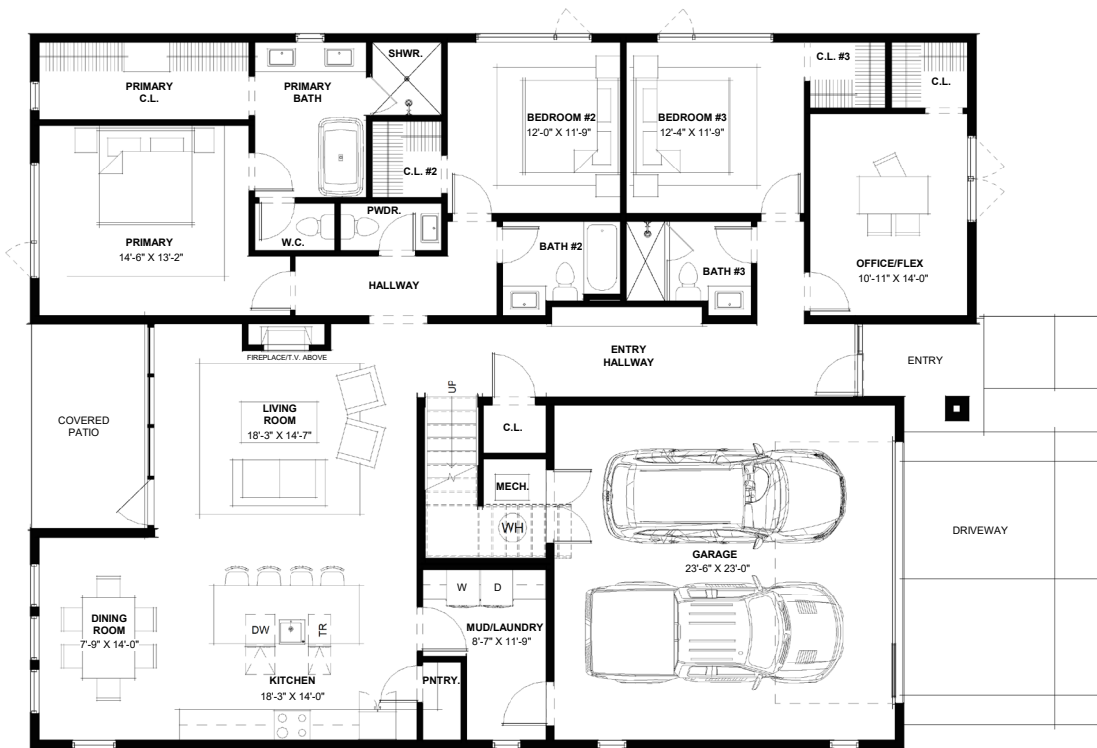 PRIMARY
C.L.
PRIMARY
BATH
SHWR.
C.L. #2
BEDROOM #2
12'-0" X 11'-9"
BEDROOM #3
12'-4" X 11'-9"
C.L. #3
C.L.
PRIMARY
14'-6" X 13'-2"
W.C.
PWDR.
HALLWAY
BATH #2
BATH #3
OFFICE/FLEX
10'-11" X 14'-0"
FIREPLACE/T.V. ABOVE
ENTRY
HALLWAY
ENTRY
COVERED
PATIO
LIVING
ROOM
18'-3" X 14'-7"
UP
C.L.
MECH.
WH
GARAGE
23'-6" X 23'-0"
DRIVEWAY
DINING
ROOM
7'-9" X 14'-0"
DW
TR
KITCHEN
18'-3" X 14'-0"
W
D
MUD/LAUNDRY
8'-7" X 11'-9"
PNTRY.